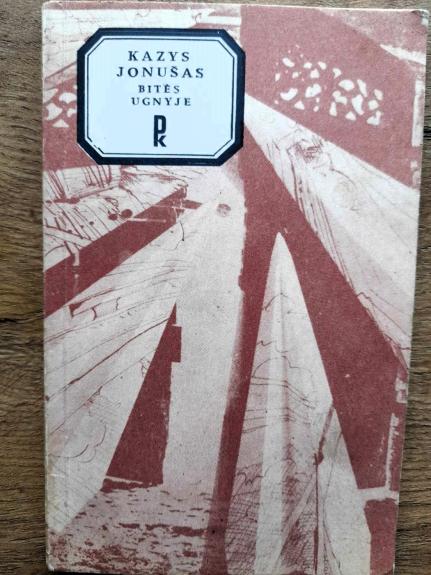 KAZYS
JONUŠAS
BITĖS
UGNYJE
pk